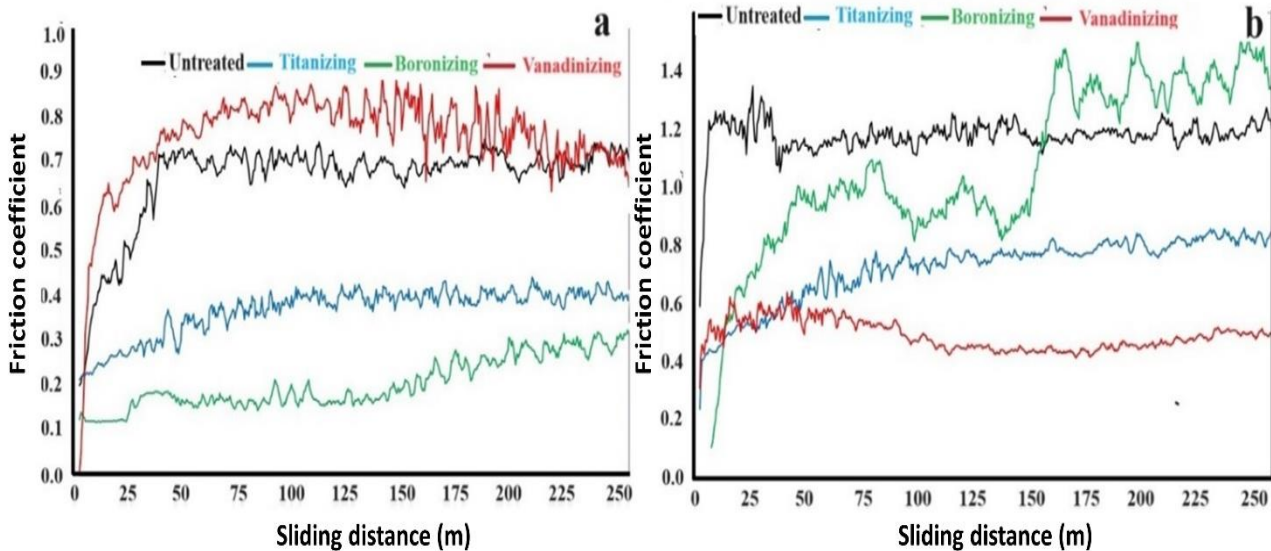 a
Untreated Titanizing Boronizing Vanadinizing
1.0
0.9
0.8
0.7
0.6
0.5
0.4
0.3
0.2
0.1
0.0
Friction coefficient
0 25 50 75 100 125 150 175 200 225 250
Sliding distance (m)
Untreated Titanizing Boronizing Vanadinizing
b
1.4
1.2
1.0
0.8
0.6
0.4
0.2
0.0
Friction coefficient
0 25 50 75 100 125 150 175 200 225 250
Sliding distance (m)